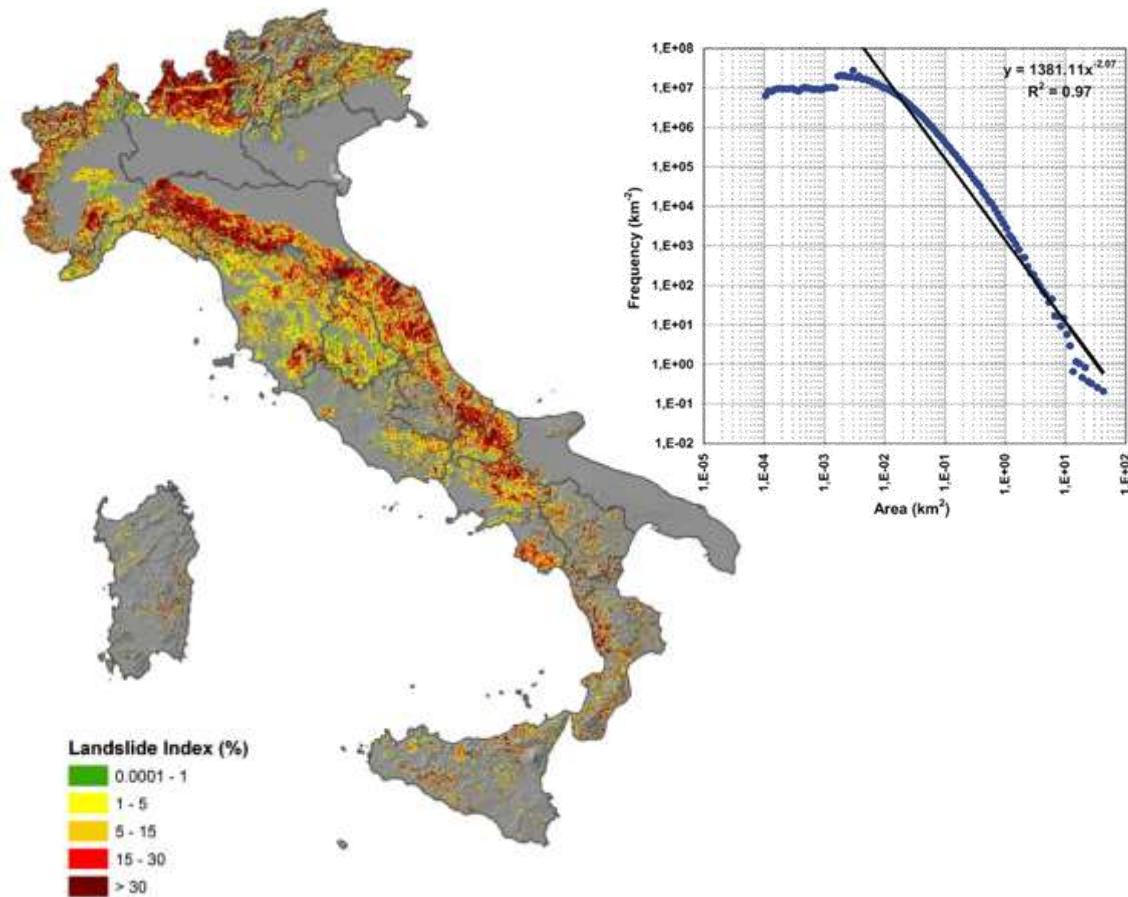 Landslide Index (%)
0.0001 - 1
1 - 5
5 - 15
15 - 30
> 30
1,E+08
1,E+07
1,E+06
1,E+05
1,E+04
1,E+03
1,E+02
1,E+01
1,E+00
1,E-01
1,E-02
Frequency (km-2)
y = 1381.11x-2.07
R2 = 0.97
1,E-05
1,E-04
1,E-03
1,E-02
1,E-01
1,E+00
1,E+01
1,E+02
Area (km2)